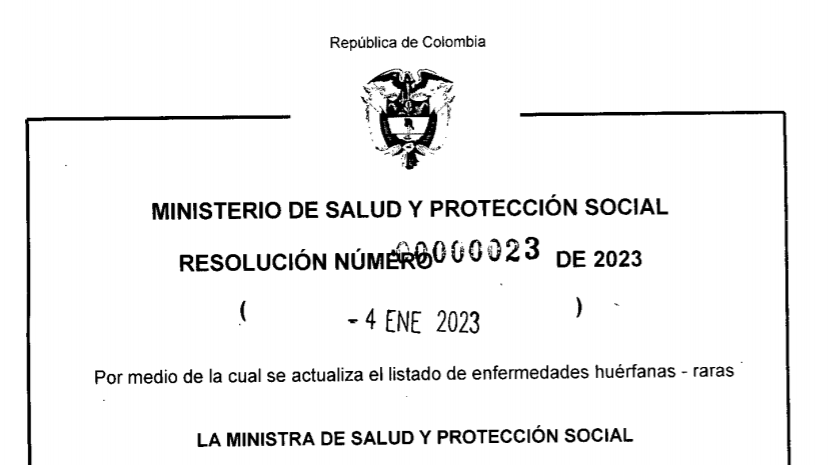 República de Colombia
MINISTERIO DE SALUD Y PROTECCIÓN SOCIAL
RESOLUCIÓN NÚMERO 00000023 DE 2023
( - 4 ENE 2023 )
Por medio de la cual se actualiza el listado de enfermedades huérfanas - raras
LA MINISTRA DE SALUD Y PROTECCIÓN SOCIAL